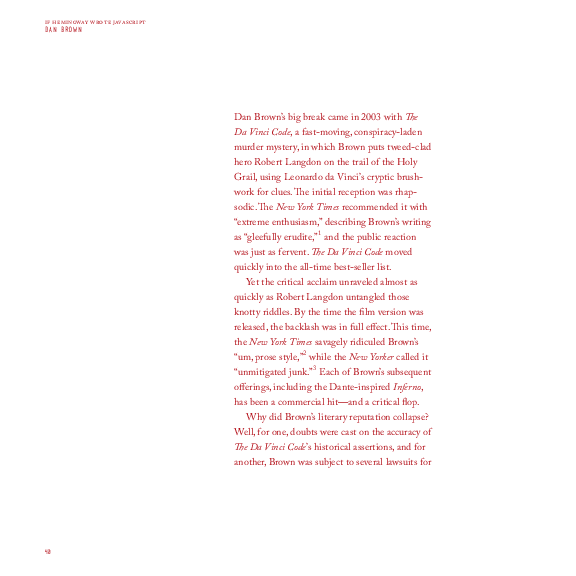 IF HEMINGWAY WROTE JAVASCRIPT
DAN BROWN
Dan Brown's big break came in 2003 with The
Da Vinci Code, a fast-moving, conspiracy-laden
murder mystery, in which Brown puts tweed-clad
hero Robert Langdon on the trail of the Holy
Grail, using Leonardo da Vinci's cryptic brush-
work for clues. The initial reception was rhap-
sodic. The New York Times recommended it with
“extreme enthusiasm,” describing Brown's writing
as “gleefully erudite,”1 and the public reaction
was just as fervent. The Da Vinci Code moved
quickly into the all-time best-seller list.
Yet the critical acclaim unraveled almost as
quickly as Robert Langdon untangled those
knotty riddles. By the time the film version was
released, the backlash was in full effect. This time,
the New York Times savagely ridiculed Brown's
“um, prose style,”2 while the New Yorker called it
“unmitigated junk.”3 Each of Brown's subsequent
offerings, including the Dante-inspired Inferno,
has been a commercial hit—and a critical flop.
Why did Brown's literary reputation collapse?
Well, for one, doubts were cast on the accuracy of
The Da Vinci Code's historical assertions, and for
another, Brown was subject to several lawsuits for